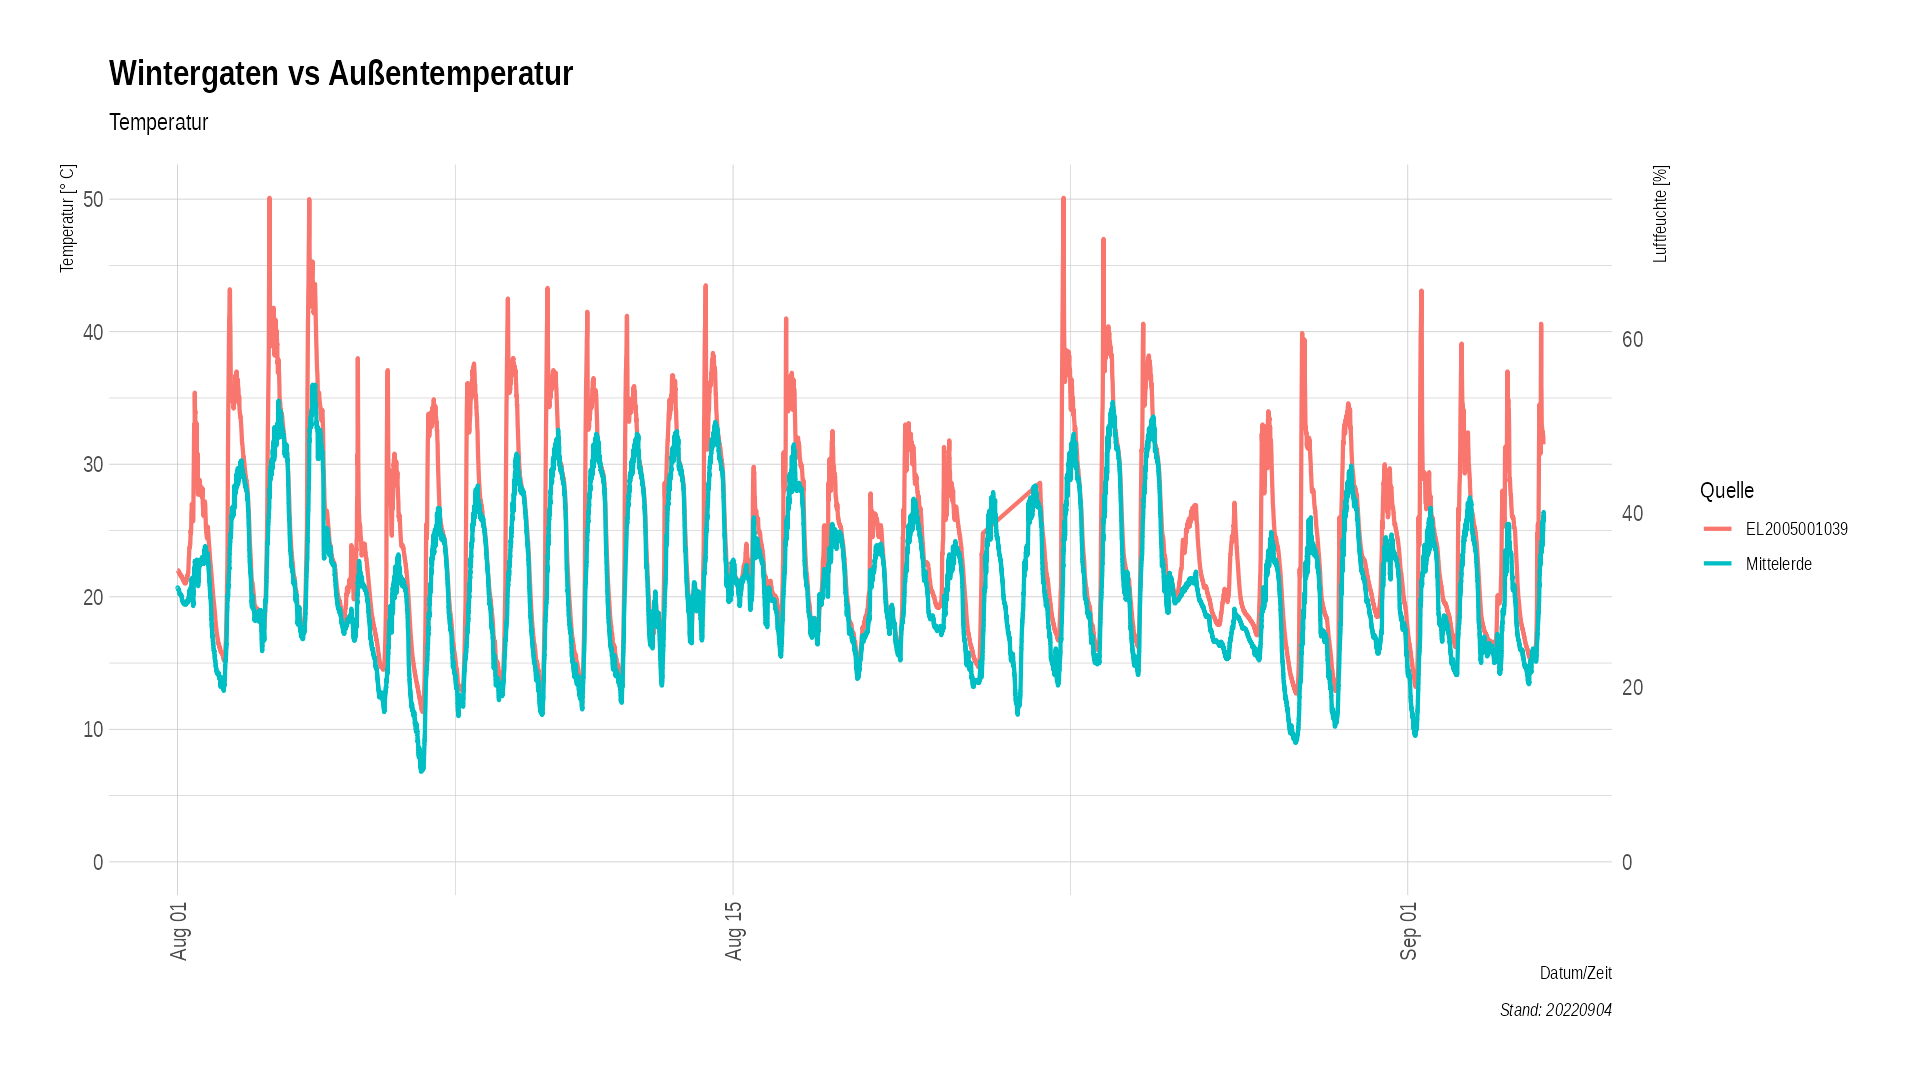 Wintergaten vs Außentemperatur
Temperatur
Temperatur [° C]
Luftfeuchte [%]
50
40
30
20
10
0
60
40
20
0
Quelle
EL2005001039
Mittelerde
Aug 01
Aug 15
Sep 01
Datum/Zeit
Stand: 20220904